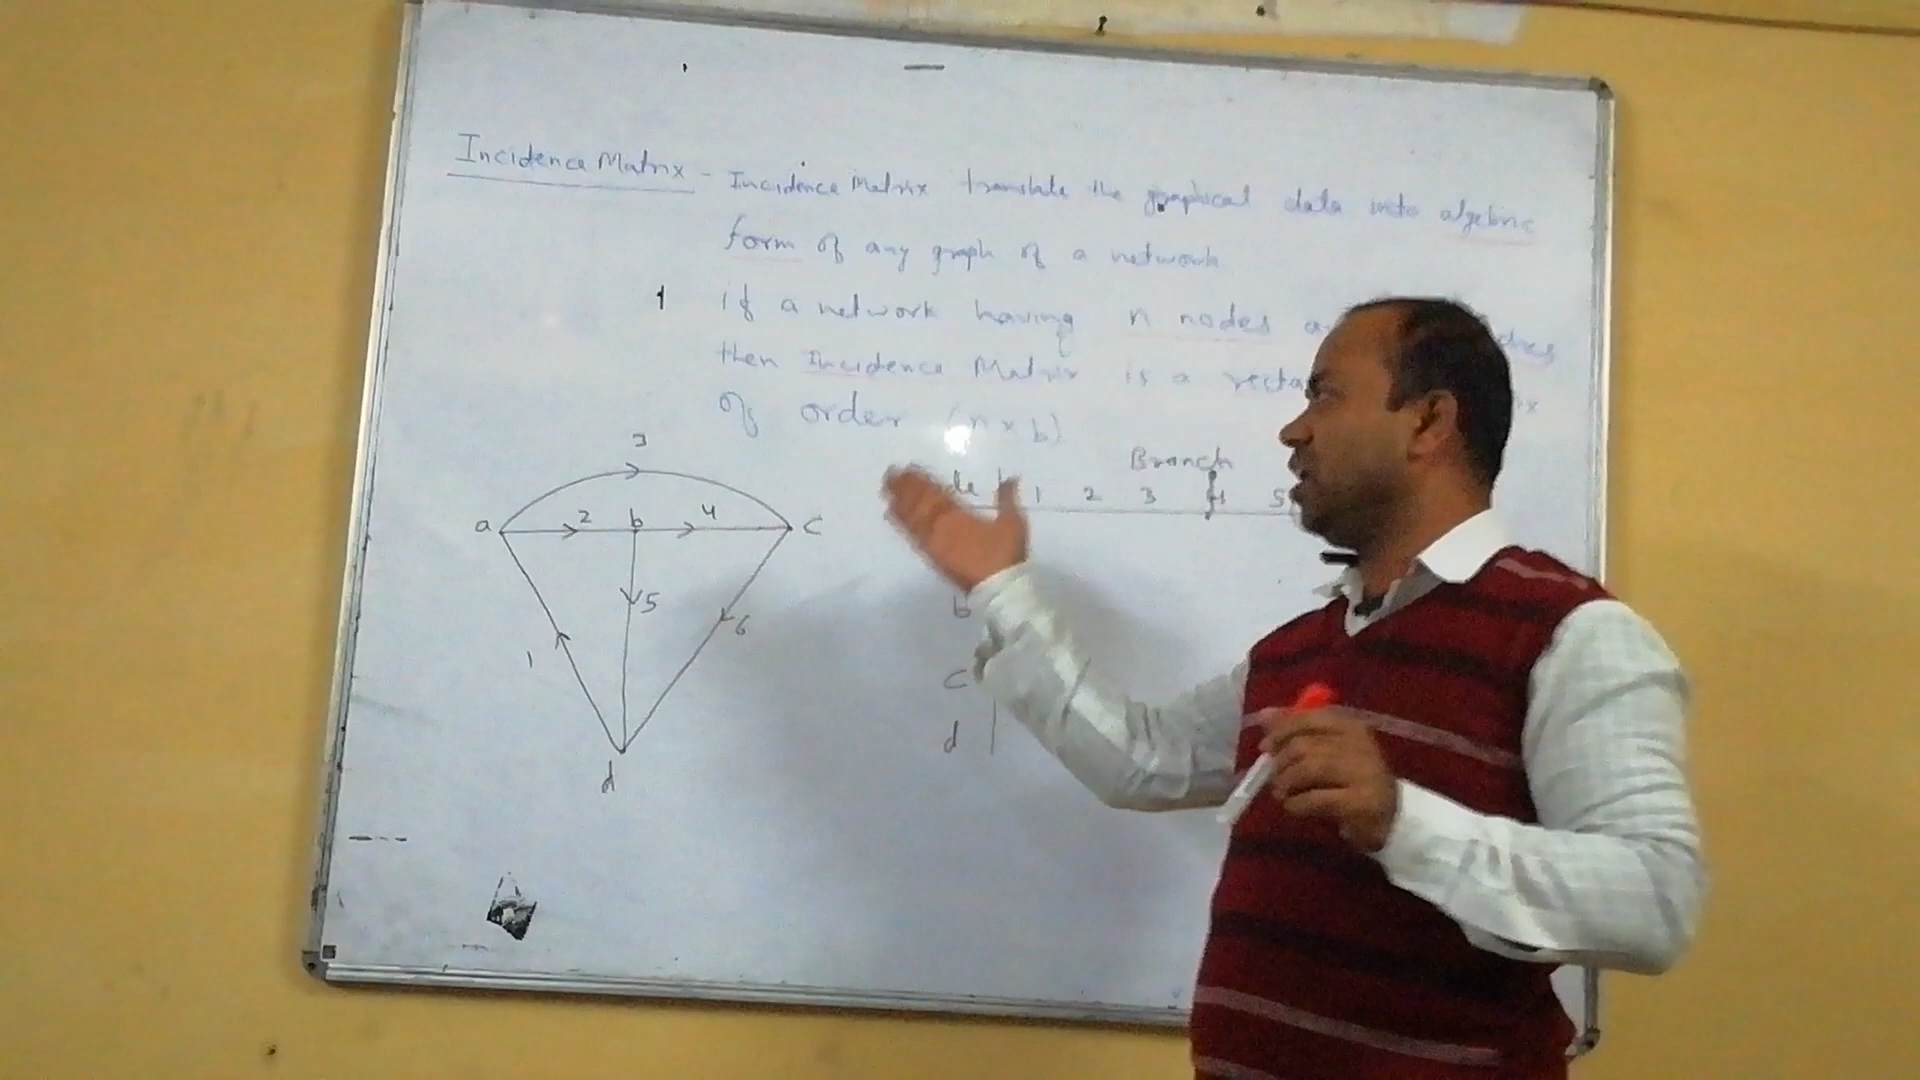 Incidence Matrix - Incidence Matrix translate the graphical data into algebric
form of any graph of a network
1 if a network having n nodes
then Incidence Matrix is a
of order (n x b)
Branch
1 2 3 4 5
3
a 2 b 4 c
5
6
1
d
b
c
d